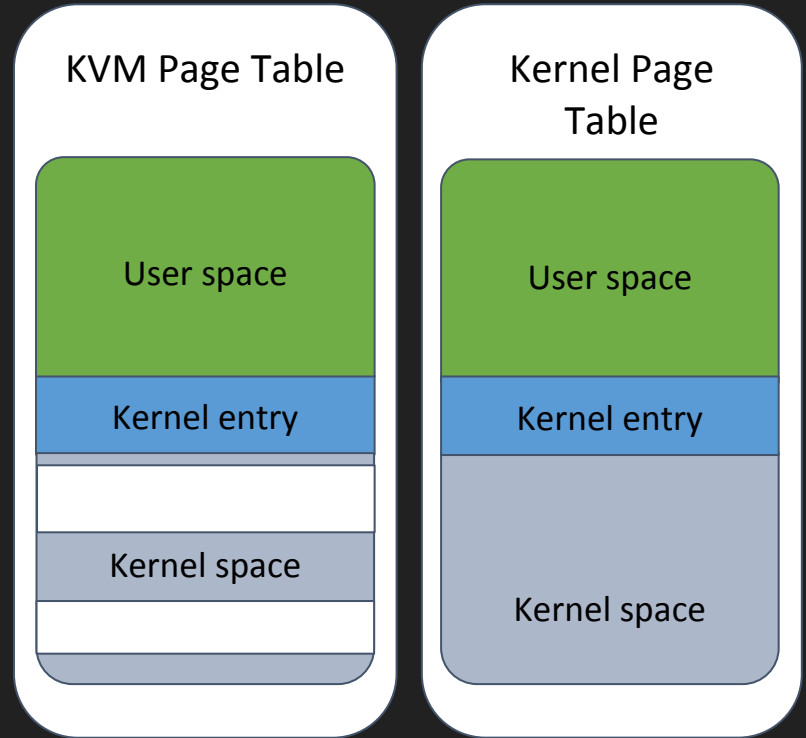 KVM Page Table
User space
Kernel entry
Kernel space
Kernel Page
Table
User space
Kernel entry
Kernel space